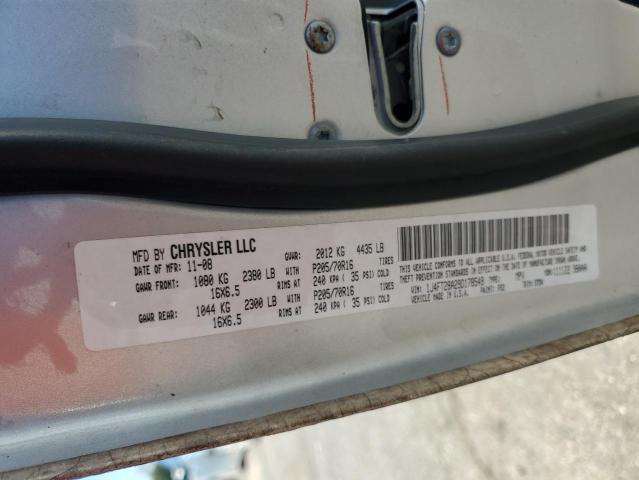 MFD BY CHRYSLER LLC GVWR: 2012 KG 4435 LB
DATE OF MFR: 11-08 WITH P205/70R16 TIRES
GAWR FRONT: 1080 KG 2380 LB
16X6.5 RIMS AT 240 KPA ( 35 PSI) COLD
GAWR REAR: 1044 KG 2300 LB WITH P205/70R16 TIRES
16X6.5 RIMS AT 240 KPA ( 35 PSI) COLD
THIS VEHICLE CONFORMS TO ALL APPLICABLE
U.S.A. FEDERAL MOTOR VEHICLE SAFETY AND
THEFT PREVENTION STANDARDS IN EFFECT ON THE DATE
OF MANUFACTURE SHOWN ABOVE.
VIN: TYPE:
MADE IN U.S.A. PAINT: TRIM: